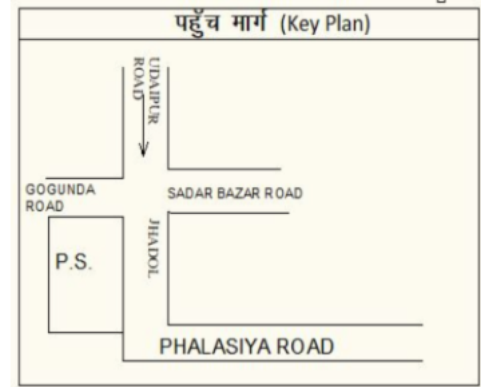 पहुँच मार्ग (Key Plan)
UDAIPUR
ROAD
GOGUNDA
ROAD
SADAR BAZAR ROAD
JHADOL
P.S.
PHALASIYA ROAD